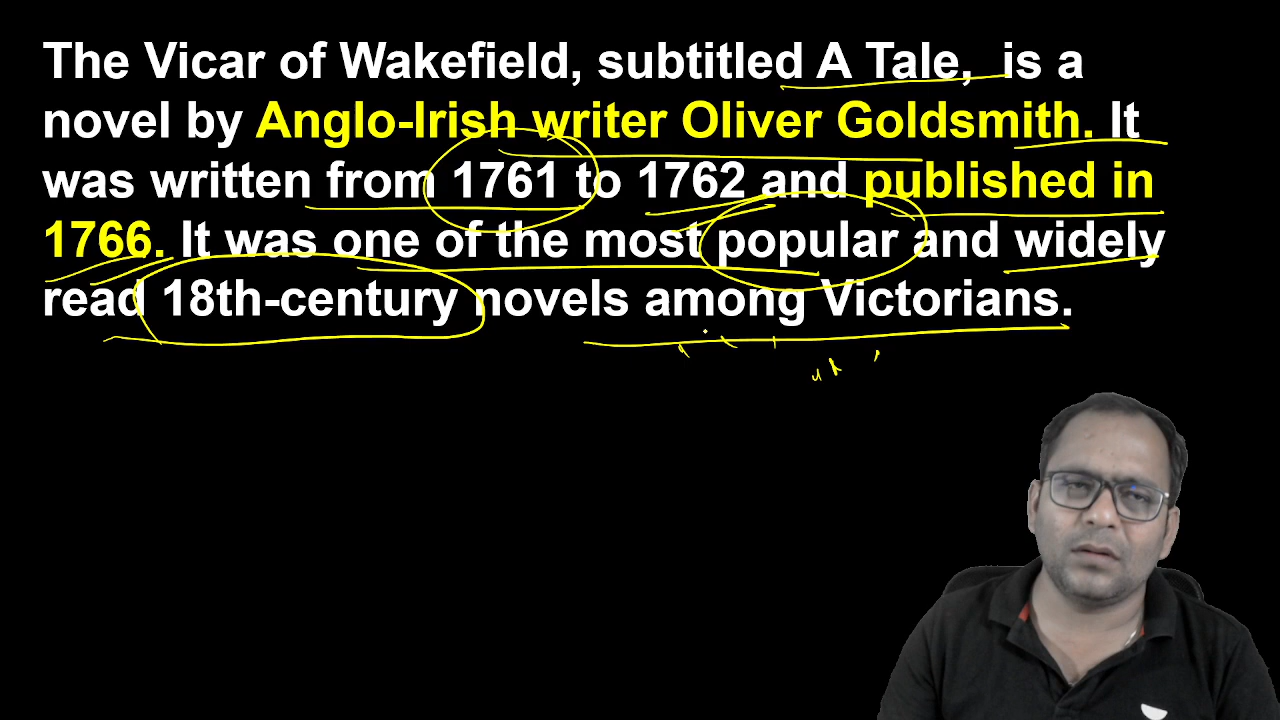 The Vicar of Wakefield, subtitled A Tale, is a
novel by Anglo-Irish writer Oliver Goldsmith. It
was written from 1761 to 1762 and published in
1766. It was one of the most popular and widely
read 18th-century novels among Victorians.